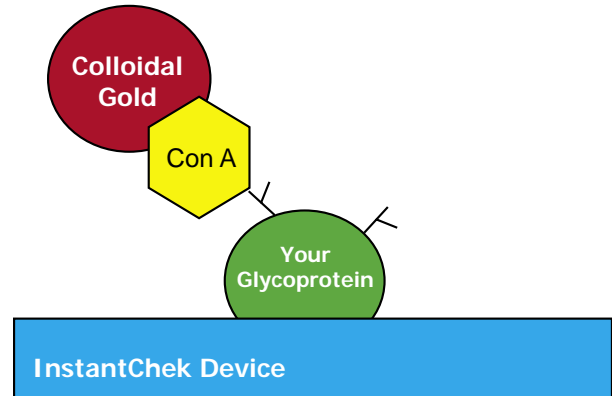 Colloidal
Gold
Con A
Your
Glycoprotein
InstantChek Device